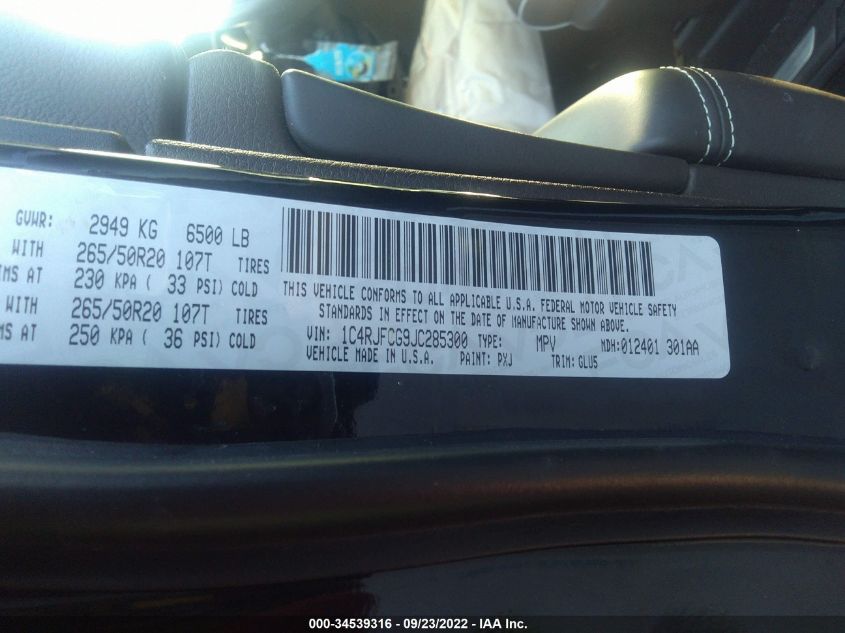 GVWR: 2949 KG 6500 LB
WITH 265/50R20 107T TIRES
IMS AT 230 KPA ( 33 PSI) COLD
WITH 265/50R20 107T TIRES
IMS AT 250 KPA ( 36 PSI) COLD
THIS VEHICLE CONFORMS TO ALL APPLICABLE U.S.A. FEDERAL MOTOR VEHICLE SAFETY
STANDARDS IN EFFECT ON THE DATE OF MANUFACTURE SHOWN ABOVE.
VIN: 1C4RJFCG9JC285300 TYPE: MPV MDH:012401 301AA
VEHICLE MADE IN U.S.A. PAINT: PXJ TRIM: GLU5
000-34539316 - 09/23/2022 - IAA Inc.